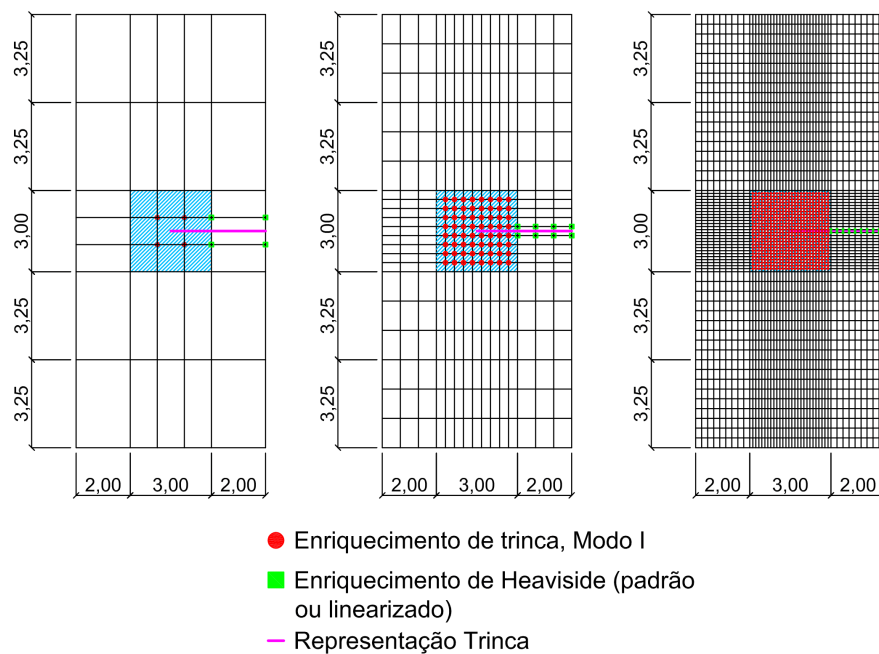 3,25
3,25
3,00
3,25
3,25
2,00 3,00 2,00
3,25
3,25
3,00
3,25
3,25
2,00 3,00 2,00
3,25
3,25
3,00
3,25
3,25
2,00 3,00 2,00
Enriquecimento de trinca, Modo I
Enriquecimento de Heaviside (padrão
ou linearizado)
Representação Trinca